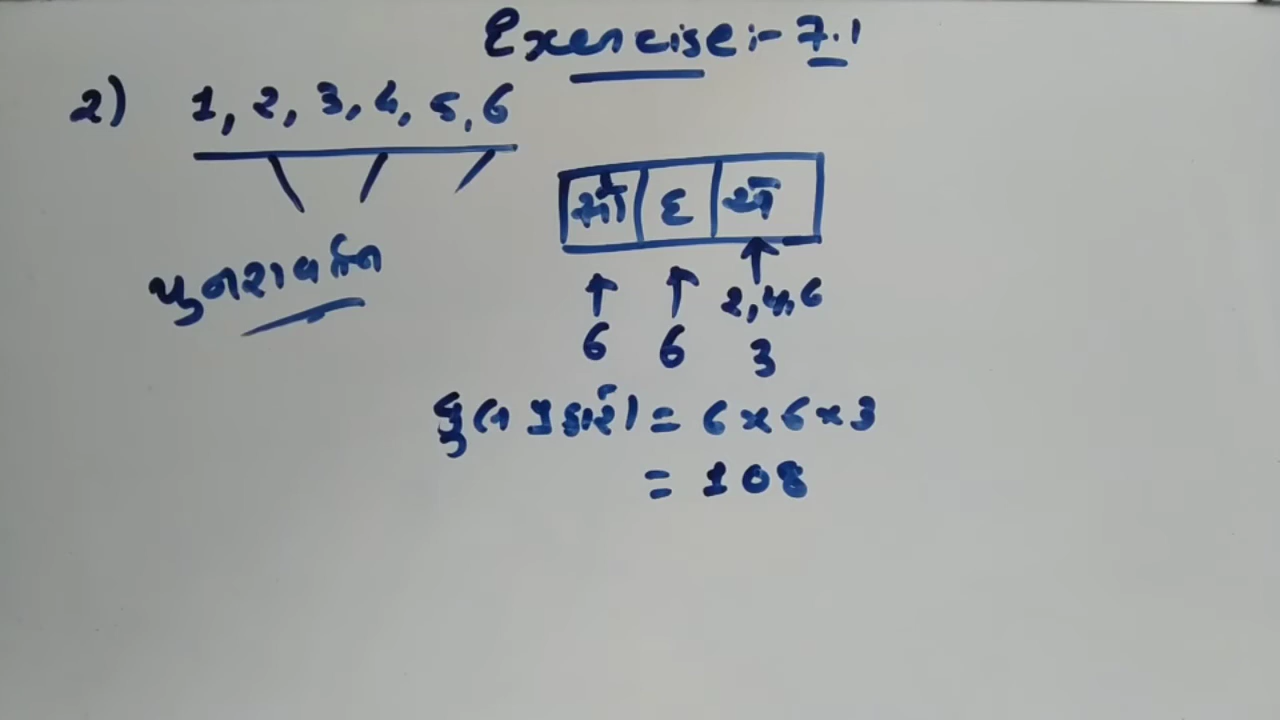 Exercise:- 7.1
2) 1, 2, 3, 4, 5, 6
સો દ એ
પુનરાવર્તન
↑ ↑ ↑
2, 4, 6
6 6 3
કુલ પ્રકારો = 6 × 6 × 3
= 108